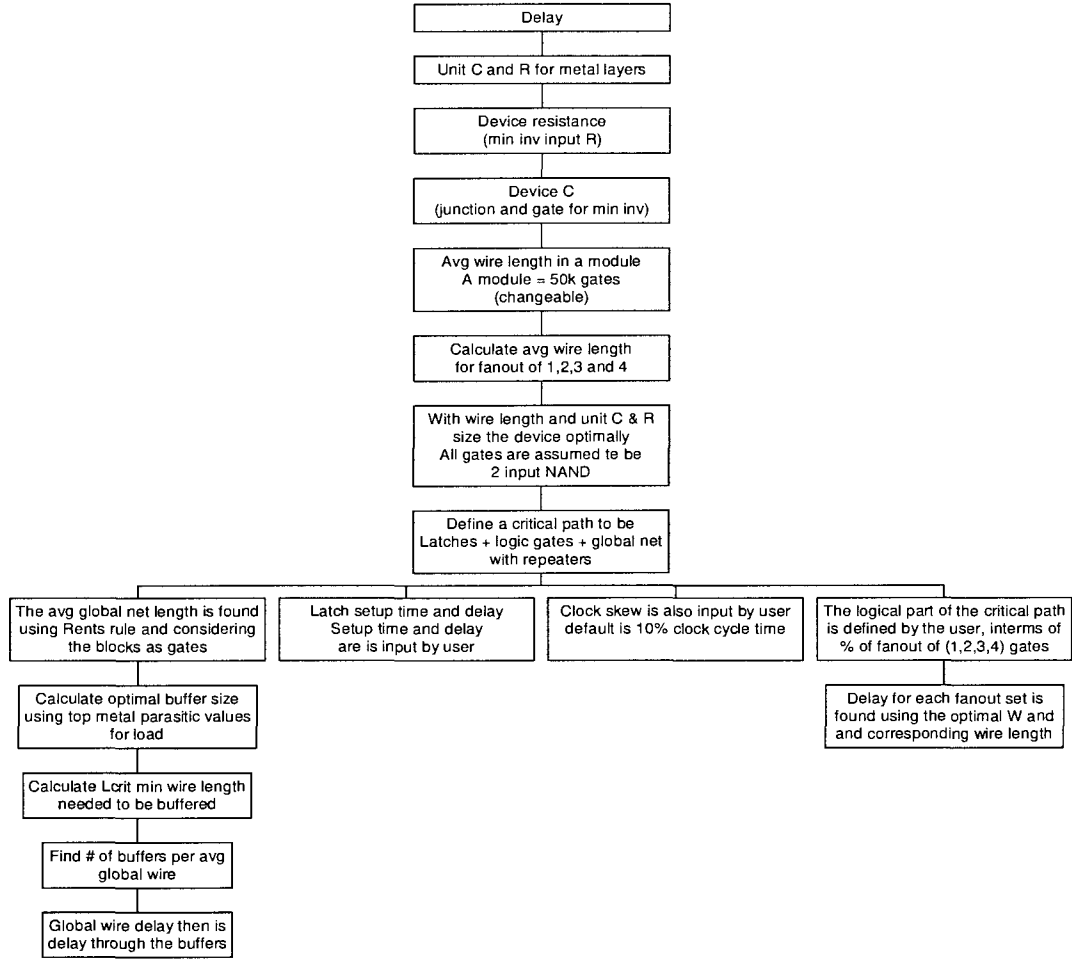 Delay
Unit C and R for metal layers
Device resistance
(min inv input R)
Device C
(junction and gate for min inv)
Avg wire length in a module
A module = 50k gates
(changeable)
Calculate avg wire length
for fanout of 1,2,3 and 4
With wire length and unit C & R
size the device optimally
All gates are assumed te be
2 input NAND
Define a critical path to be
Latches + logic gates + global net
with repeaters
The avg global net length is found
using Rents rule and considering
the blocks as gates
Calculate optimal buffer size
using top metal parasitic values
for load
Calculate Lcrit min wire length
needed to be buffered
Find # of buffers per avg
global wire
Global wire delay then is
delay through the buffers
Latch setup time and delay
Setup time and delay
are is input by user
Clock skew is also input by user
default is 10% clock cycle time
The logical part of the critical path
is defined by the user, interms of
% of fanout of (1,2,3,4) gates
Delay for each fanout set is
found using the optimal W and
and corresponding wire length